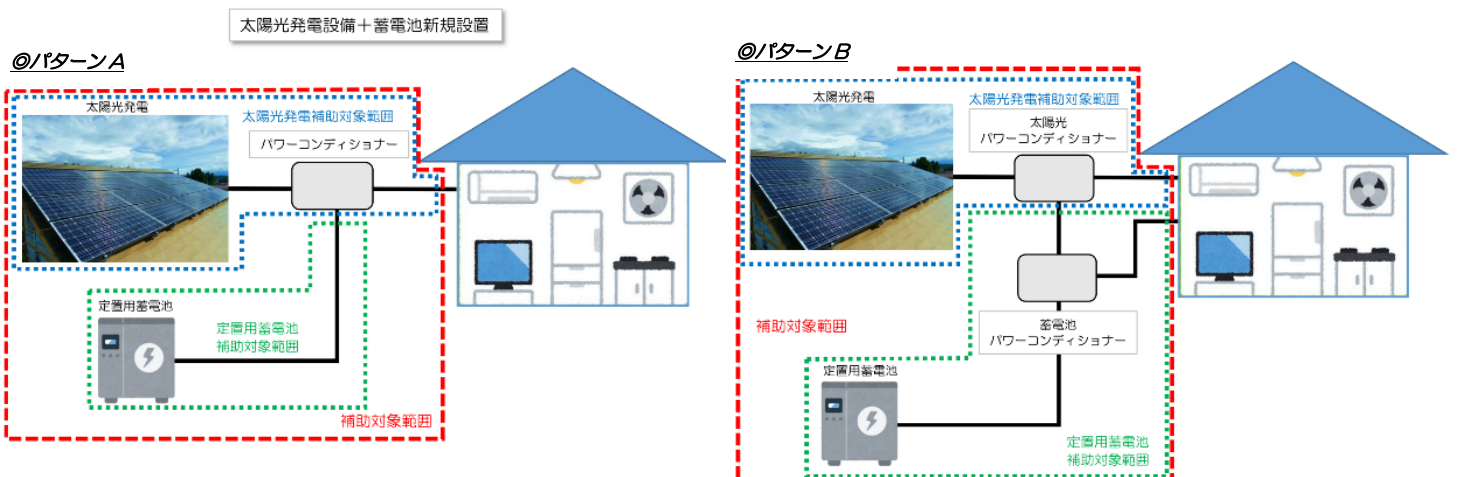 太陽光発電設備＋蓄電池新規設置
◎パターンA
太陽光発電
太陽光発電補助対象範囲
パワーコンディショナー
定置用蓄電池
定置用蓄電池
補助対象範囲
補助対象範囲
◎パターンB
太陽光発電
太陽光発電補助対象範囲
太陽光
パワーコンディショナー
補助対象範囲
蓄電池
パワーコンディショナー
定置用蓄電池
定置用蓄電池
補助対象範囲